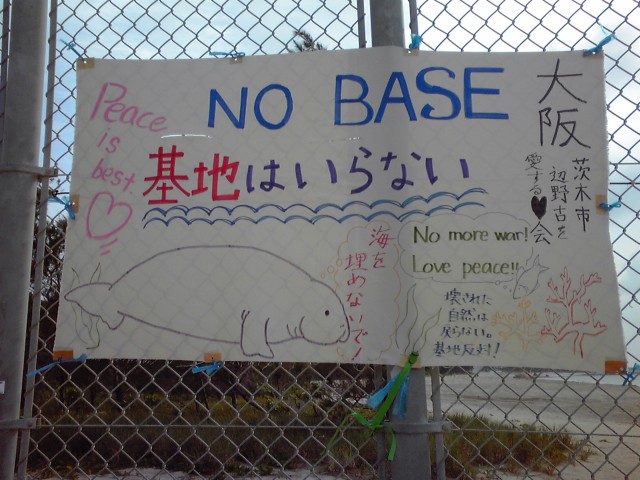 Peace
is
best.
NO BASE
基地はいらない
大阪
茨木市
辺野古を
愛する♥会
海を
埋めないで!
No more war!
Love peace!!
壊された
自然は
戻らない。
基地反対!